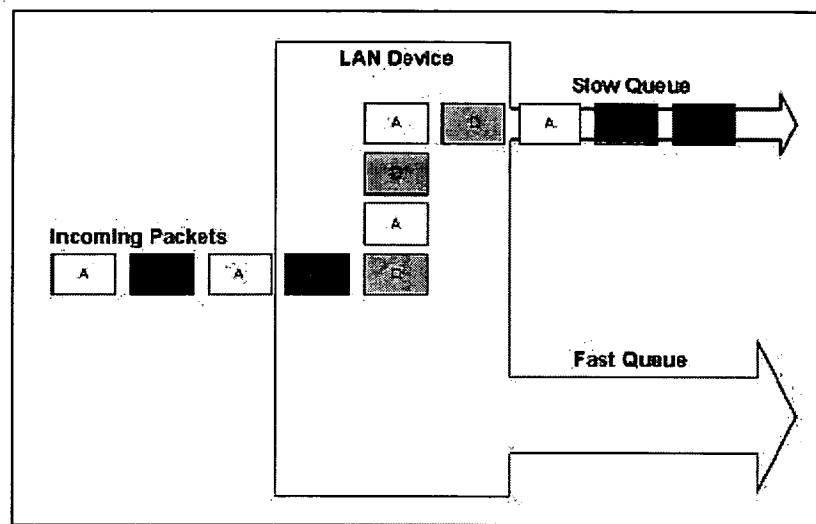 LAN Device
Slow Queue
A D A
D
Incoming Packets
A
A A D
Fast Queue